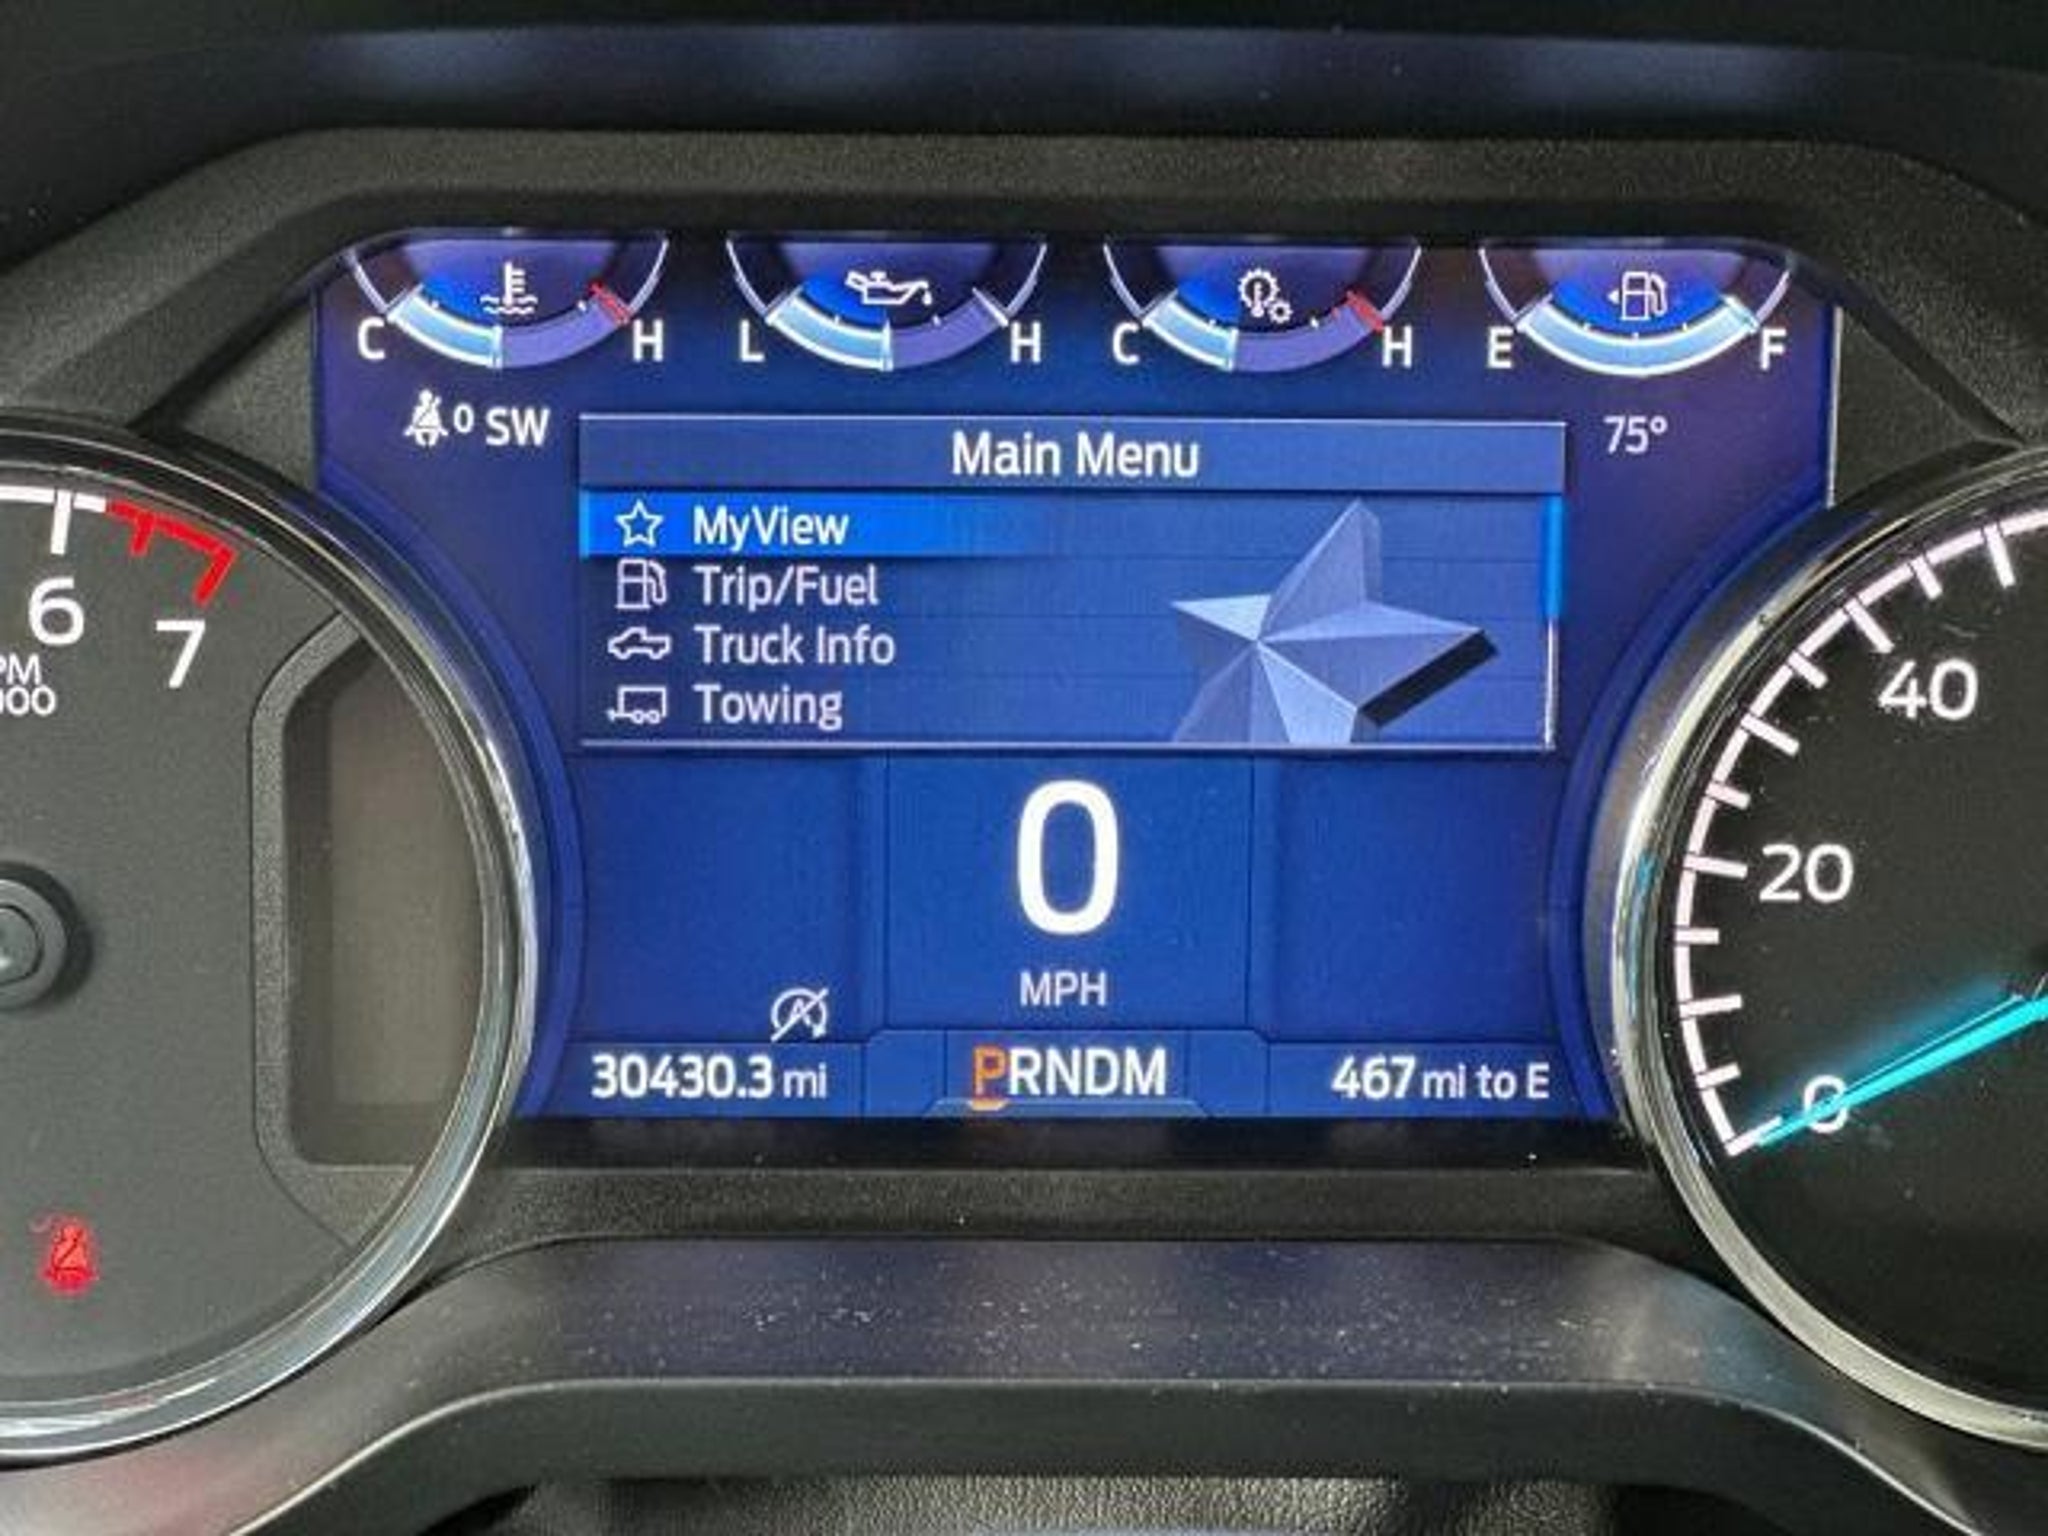 C H L H C H E F
0 SW
75°
Main Menu
MyView
Trip/Fuel
Truck Info
Towing
0
MPH
30430.3 mi
PRNDM
467 mi to E
6
7
40
20
0